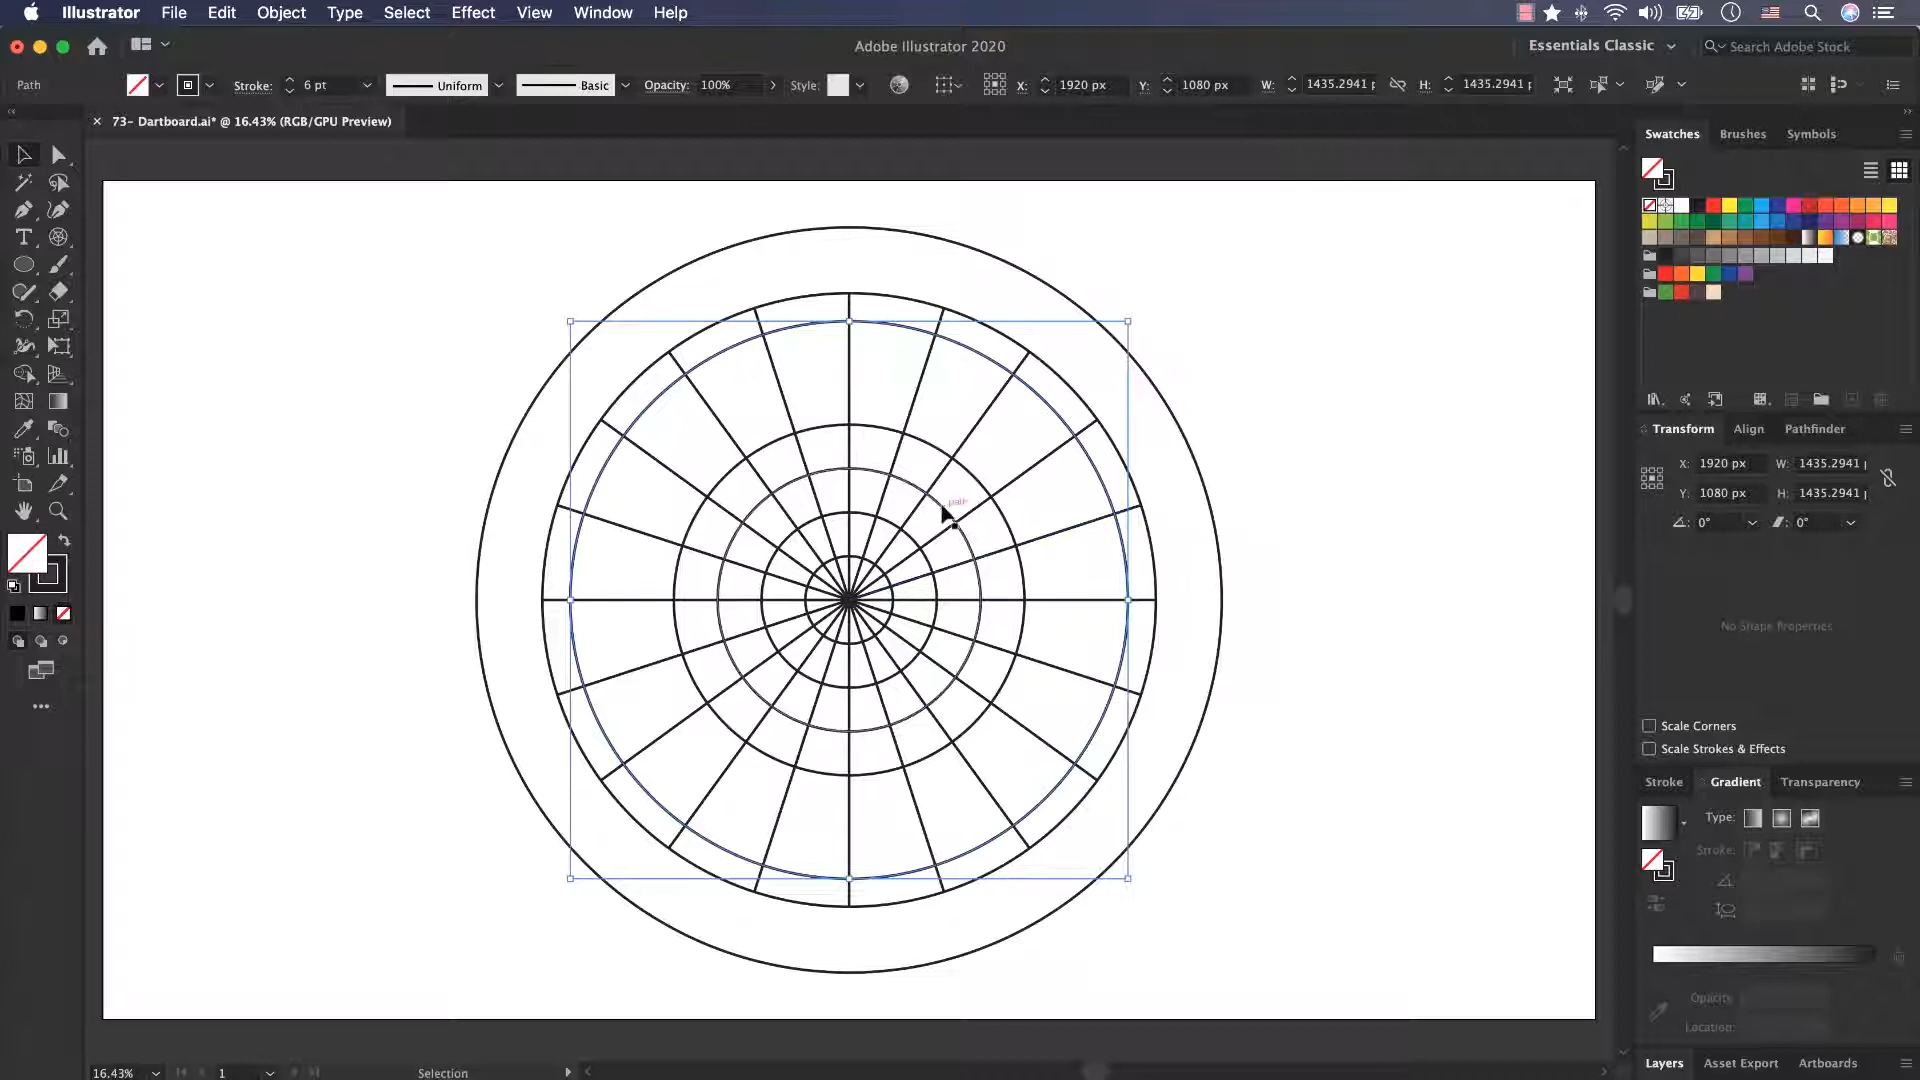 Illustrator File Edit Object Type Select Effect View Window Help
Adobe Illustrator 2020
Essentials Classic
Search Adobe Stock
Path
Stroke: 6 pt
Uniform
Basic
Opacity: 100%
Style:
X: 1920 px
Y: 1080 px
W: 1435.2941 p
H: 1435.2941 p
× 73- Dartboard.ai* @ 16.43% (RGB/GPU Preview)
Swatches Brushes Symbols
path
Transform Align Pathfinder
X: 1920 px W: 1435.2941 p
Y: 1080 px H: 1435.2941 p
0° 0°
No Shape Properties
Scale Corners
Scale Strokes & Effects
Stroke Gradient Transparency
Type:
Stroke:
Opacity:
Location:
Layers Asset Export Artboards
16.43% 1 Selection